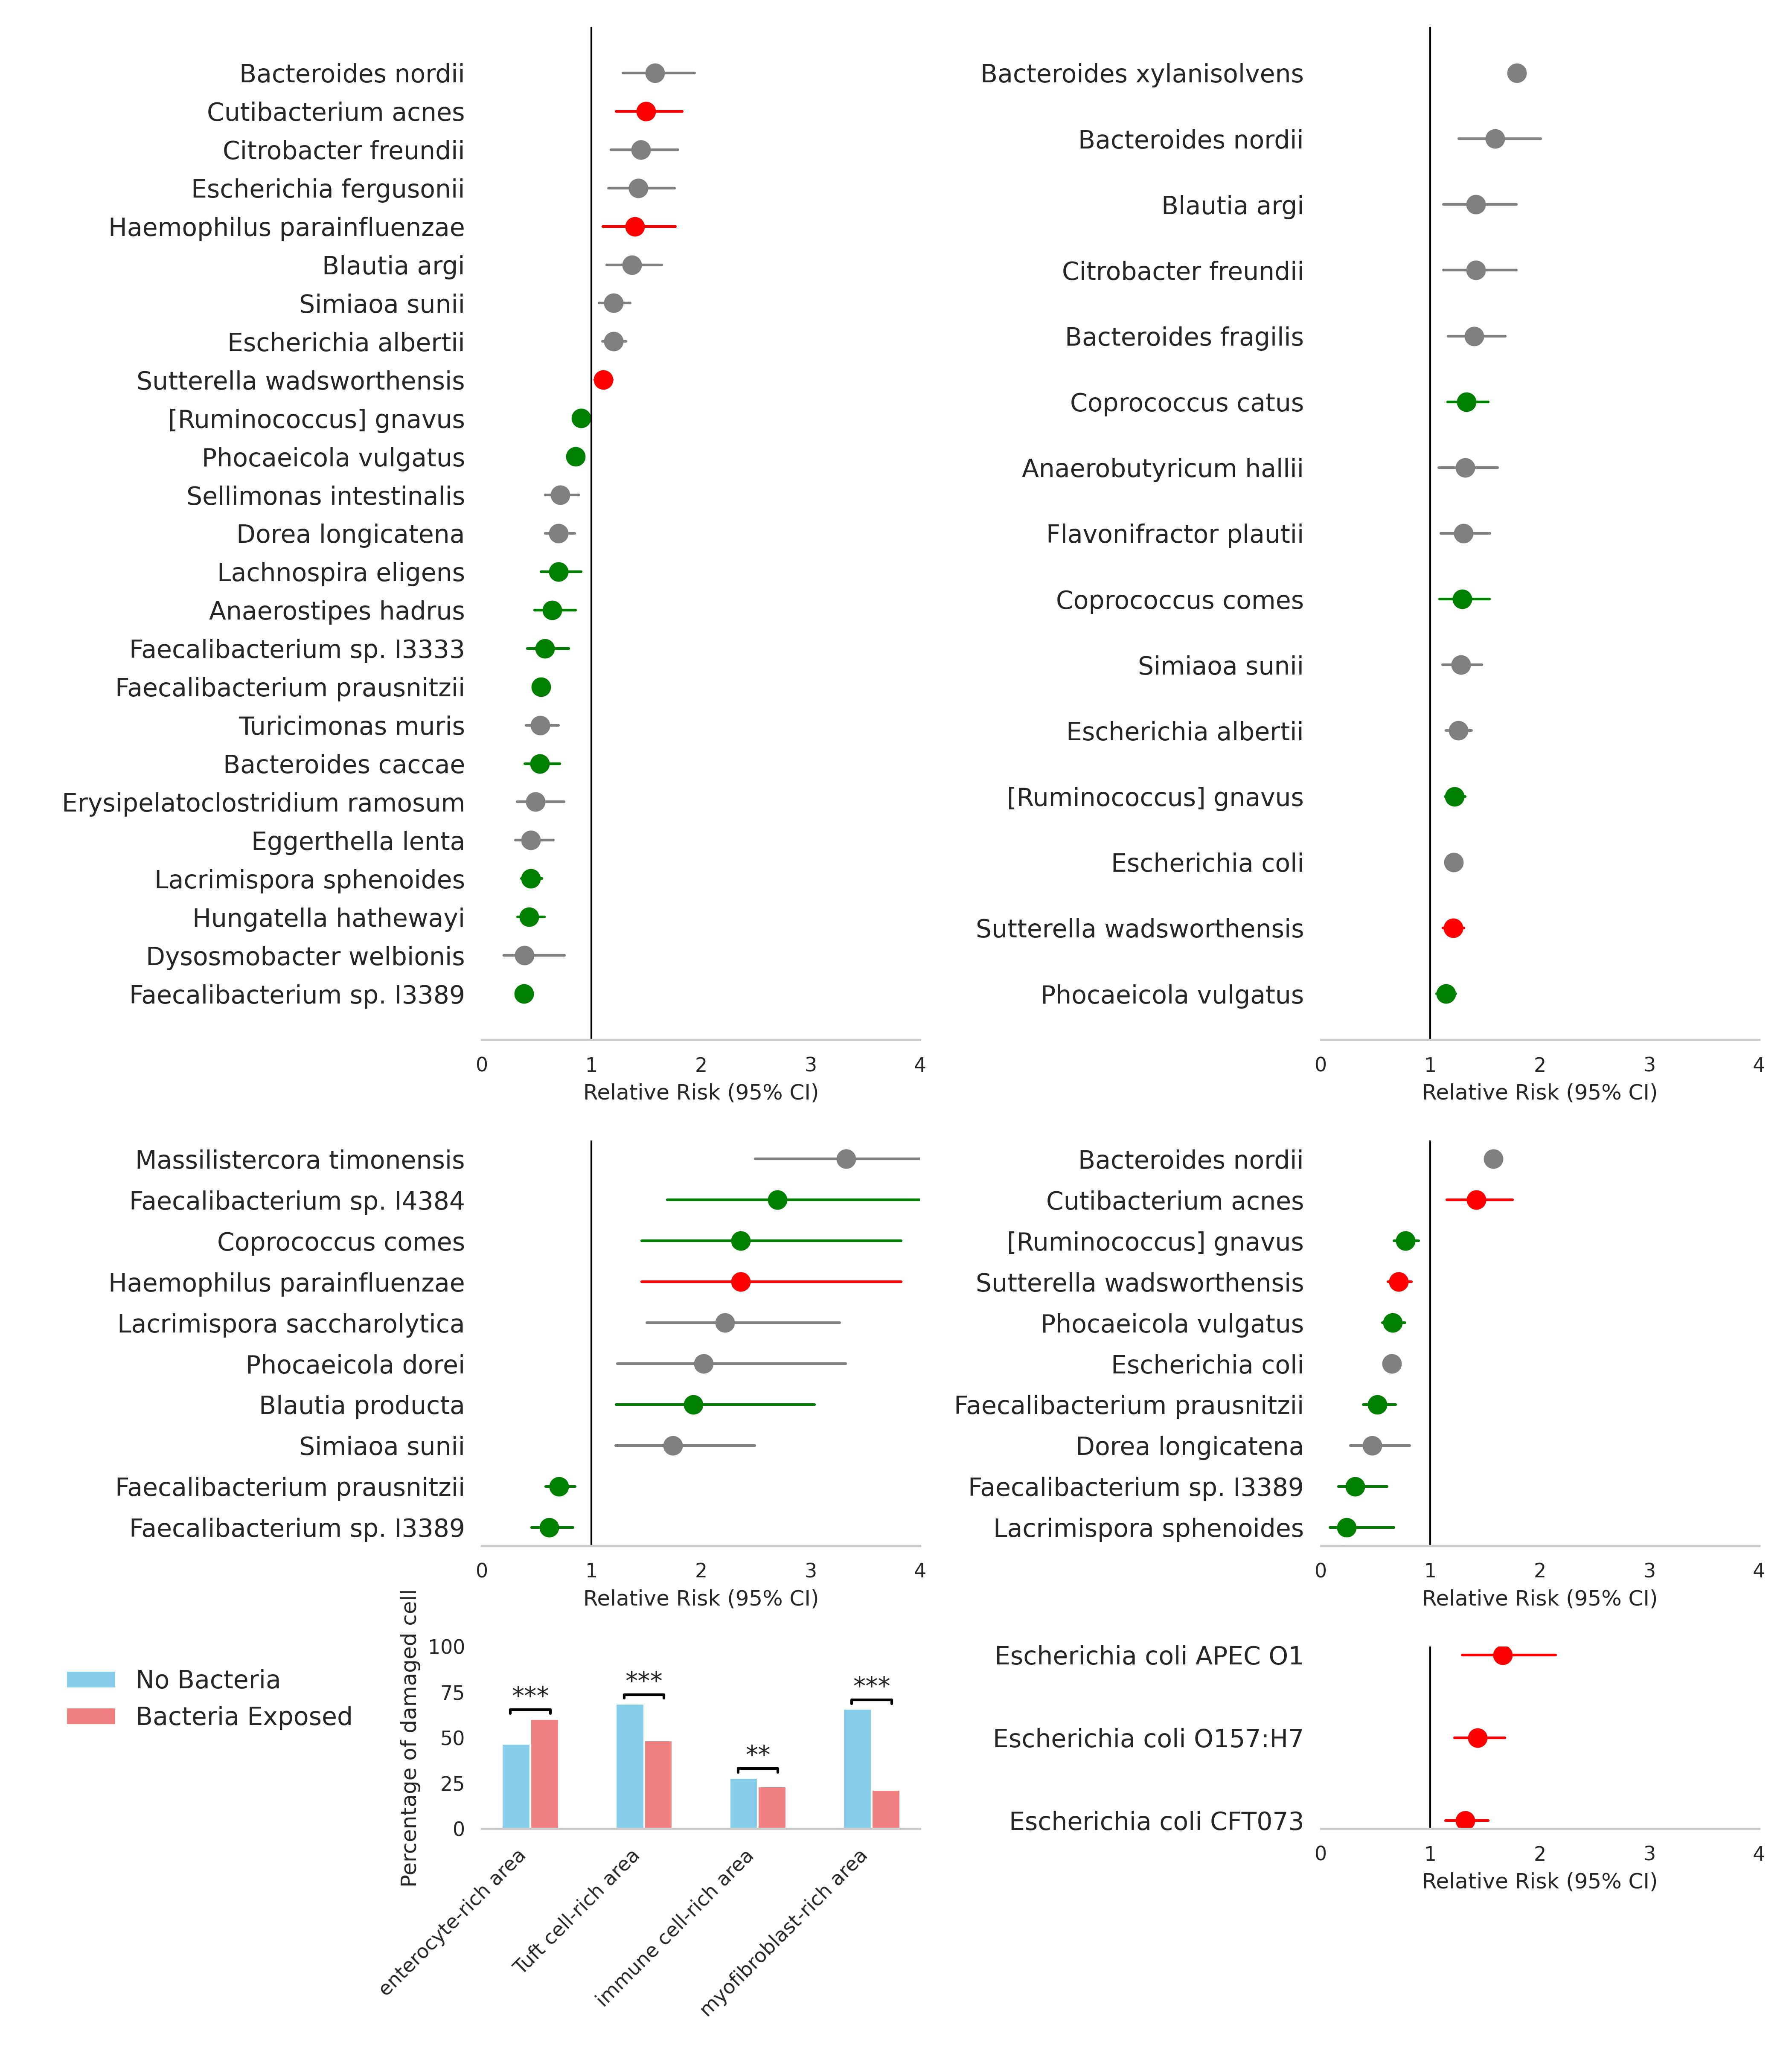 Bacteroides nordii
Cutibacterium acnes
Citrobacter freundii
Escherichia fergusonii
Haemophilus parainfluenzae
Blautia argi
Simiaoa sunii
Escherichia albertii
Sutterella wadsworthensis
[Ruminococcus] gnavus
Phocaeicola vulgatus
Sellimonas intestinalis
Dorea longicatena
Lachnospira eligens
Anaerostipes hadrus
Faecalibacterium sp. I3333
Faecalibacterium prausnitzii
Turicimonas muris
Bacteroides caccae
Erysipelatoclostridium ramosum
Eggerthella lenta
Lacrimispora sphenoides
Hungatella hathewayi
Dysosmobacter welbionis
Faecalibacterium sp. I3389
0 1 2 3 4
Relative Risk (95% CI)
Bacteroides xylanisolvens
Bacteroides nordii
Blautia argi
Citrobacter freundii
Bacteroides fragilis
Coprococcus catus
Anaerobutyricum hallii
Flavonifractor plautii
Coprococcus comes
Simiaoa sunii
Escherichia albertii
[Ruminococcus] gnavus
Escherichia coli
Sutterella wadsworthensis
Phocaeicola vulgatus
0 1 2 3 4
Relative Risk (95% CI)
Massilistercora timonensis
Faecalibacterium sp. I4384
Coprococcus comes
Haemophilus parainfluenzae
Lacrimispora saccharolytica
Phocaeicola dorei
Blautia producta
Simiaoa sunii
Faecalibacterium prausnitzii
Faecalibacterium sp. I3389
0 1 2 3 4
Relative Risk (95% CI)
Bacteroides nordii
Cutibacterium acnes
[Ruminococcus] gnavus
Sutterella wadsworthensis
Phocaeicola vulgatus
Escherichia coli
Faecalibacterium prausnitzii
Dorea longicatena
Faecalibacterium sp. I3389
Lacrimispora sphenoides
0 1 2 3 4
Relative Risk (95% CI)
No Bacteria
Bacteria Exposed
Percentage of damaged cell
100
75
50
25
0
***
***
**
***
enterocyte-rich area
Tuft cell-rich area
immune cell-rich area
myofibroblast-rich area
Escherichia coli APEC O1
Escherichia coli O157:H7
Escherichia coli CFT073
0 1 2 3 4
Relative Risk (95% CI)